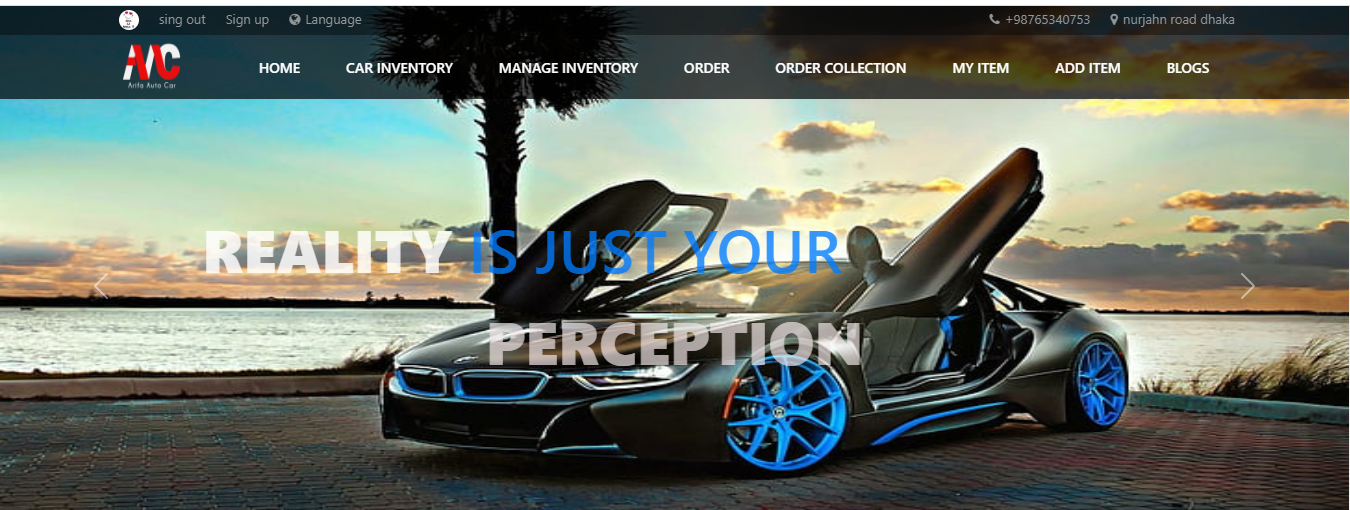 sing out Sign up Language +98765340753 nurjahn road dhaka
AAC
Arifa Auto Car
HOME CAR INVENTORY MANAGE INVENTORY ORDER ORDER COLLECTION MY ITEM ADD ITEM BLOGS
REALITY IS JUST YOUR
PERCEPTION